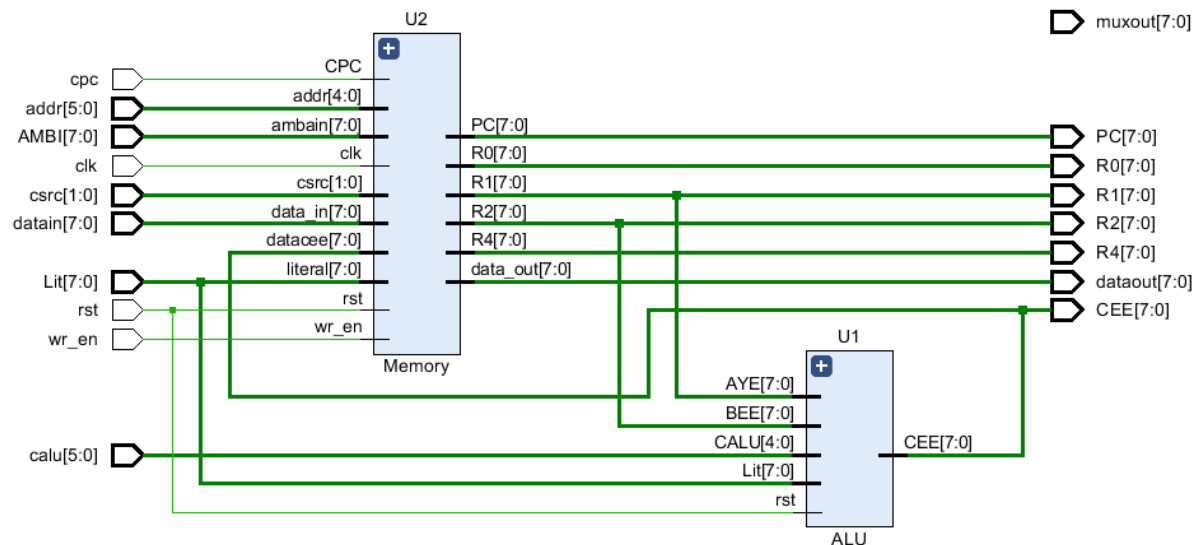 U2
muxout[7:0]
cpc
addr[5:0]
AMBI[7:0]
clk
csrc[1:0]
datain[7:0]
Lit[7:0]
rst
wr_en
calu[5:0]
CPC
addr[4:0]
ambain[7:0]
clk
csrc[1:0]
data_in[7:0]
datacee[7:0]
literal[7:0]
rst
wr_en
PC[7:0]
R0[7:0]
R1[7:0]
R2[7:0]
R4[7:0]
data_out[7:0]
Memory
PC[7:0]
R0[7:0]
R1[7:0]
R2[7:0]
R4[7:0]
dataout[7:0]
CEE[7:0]
U1
AYE[7:0]
BEE[7:0]
CALU[4:0]
Lit[7:0]
rst
CEE[7:0]
ALU